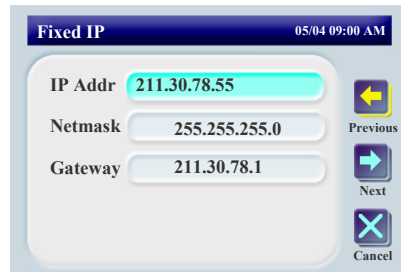 Fixed IP 05/04 09:00 AM
IP Addr 211.30.78.55
Netmask 255.255.255.0
Previous
Gateway 211.30.78.1
Next
Cancel